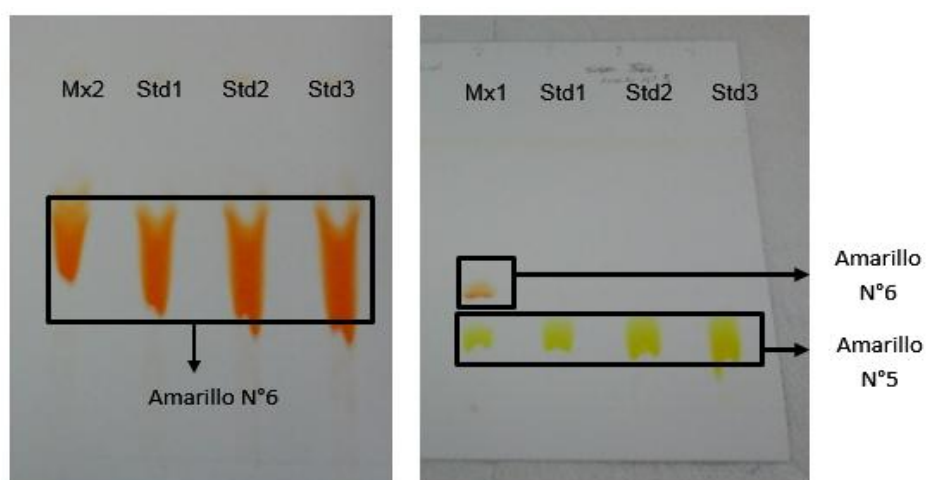 Mx2 Std1 Std2 Std3
Amarillo N°6
Mx1 Std1 Std2 Std3
Amarillo
N°6
Amarillo
N°5